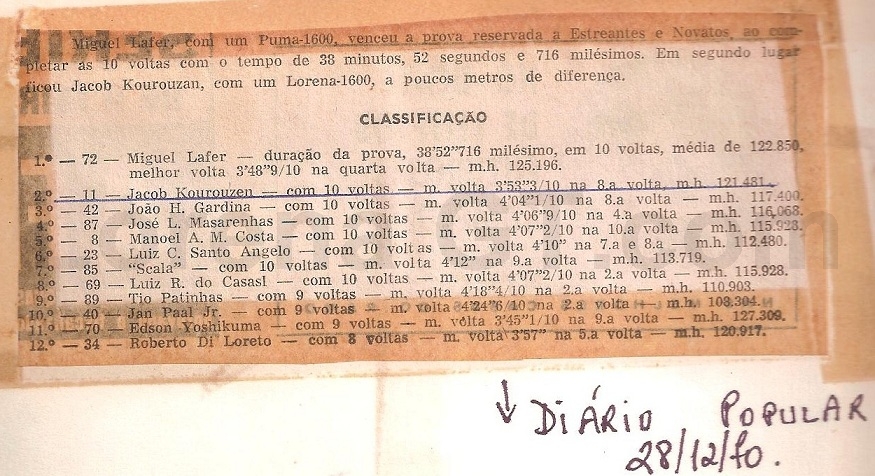 Miguel Lafer, com um Puma-1600, venceu a prova reservada a Estreantes e Novatos, ao com-
pletar as 10 voltas com o tempo de 38 minutos, 52 segundos e 716 milésimos. Em segundo lugar
ficou Jacob Kourouzan, com um Lorena-1600, a poucos metros de diferença.
CLASSIFICAÇÃO
1.º — 72 — Miguel Lafer — duração da prova, 38'52"716 milésimo, em 10 voltas, média de 122.850,
melhor volta 3'48"9/10 na quarta volta — m.h. 125.196.
2.º — 11 — Jacob Kourouzen — com 10 voltas — m. volta 3'53"3/10 na 8.a volta, m.h. 121.481.
3.º — 42 — João H. Gardina — com 10 voltas — m. volta 4'04"1/10 na 8.a volta — m.h. 117.400.
4.º — 87 — José L. Masarenhas — com 10 voltas — m. volta 4'06"9/10 na 4.a volta — m.h. 116.068.
5.º — 8 — Manoel A. M. Costa — com 10 voltas — m. volta 4'07"2/10 na 10.a volta — m.h. 115.928.
6.º — 23 — Luiz C. Santo Angelo — com 10 voltas — m. volta 4'10" na 7.a e 8.a — m.h. 112.480.
7.º — 85 — "Scala" — com 10 voltas — m. volta 4'12" na 9.a volta — m.h. 113.719.
8.º — 69 — Luiz R. do Casasl — com 10 voltas — m. volta 4'07"2/10 na 2.a volta — m.h. 115.928.
9.º — 89 — Tio Patinhas — com 9 voltas — m. volta 4'18"4/10 na 2.a volta — m.h. 110.903.
10.º — 40 — Jan Paal Jr. — com 9 voltas — m. volta 4'24"6/10 na 2.a volta — m.h. 108.304.
11.º — 70 — Edson Yoshikuma — com 9 voltas — m. volta 3'45"1/10 na 9.a volta — m.h. 127.309.
12.º — 34 — Roberto Di Loreto — com 8 voltas — m. volta 3'57" na 5.a volta — m.h. 120.917.
↓ DiÁRIO POPULAR
28/12/70.